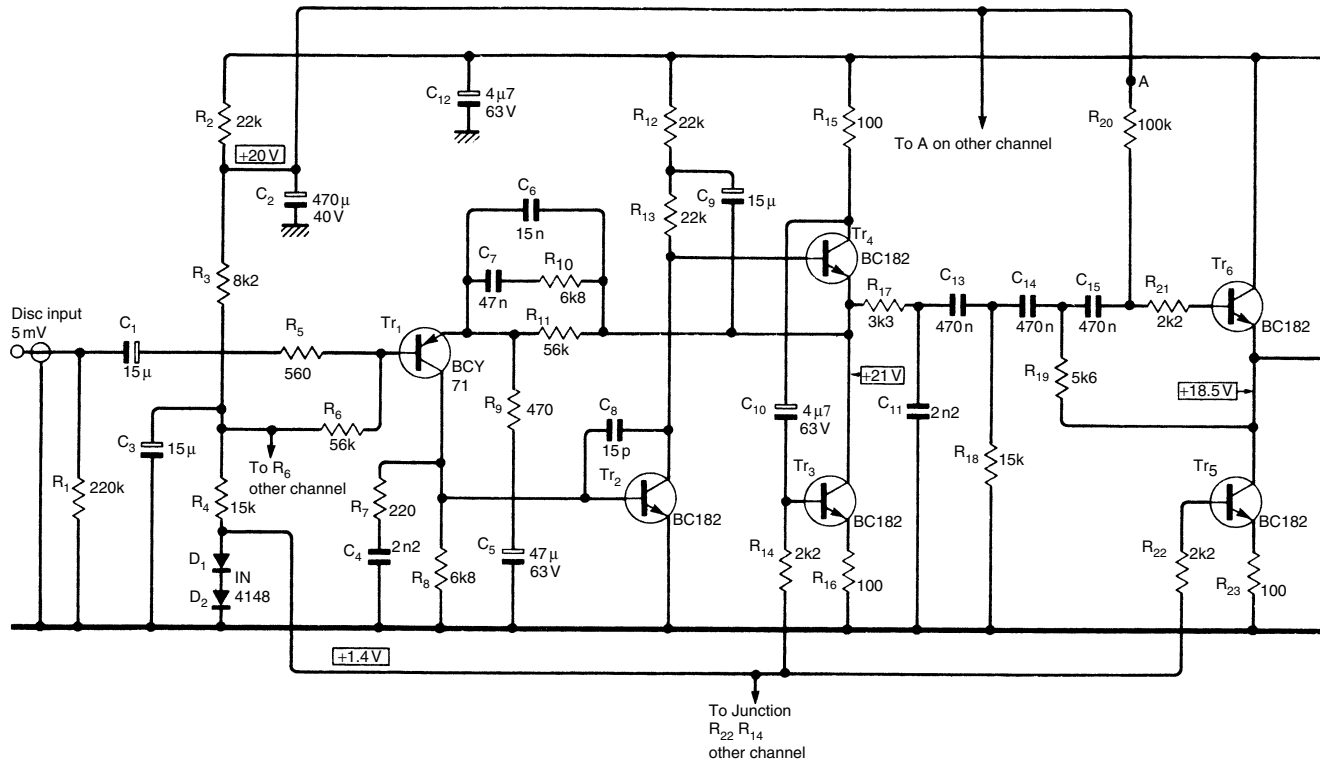 A
C12
4µ7
63V
R2
22k
R12
22k
R15
100
R20
100k
To A on other channel
+20 V
C2
470µ
40V
C6
15n
C9
15µ
R13
22k
Tr4
BC182
R3
8k2
C7
47n
R10
6k8
Tr6
BC182
R17
3k3
C13
470n
C14
470n
C15
470n
R21
2k2
Disc input
5mV
C1
15µ
R5
560
Tr1
BCY
71
R11
56k
+21 V
R19
5k6
+18.5V
R9
470
C10
4µ7
63V
C11
2n2
R6
56k
C3
15µ
C8
15p
To R6
other channel
R1
220k
R4
15k
R7
220
Tr2
BC182
Tr3
BC182
R18
15k
Tr5
BC182
C4
2n2
C5
47µ
63V
R14
2k2
R16
100
R22
2k2
R23
100
D1
IN
4148
D2
R8
6k8
+1.4V
To Junction
R22 R14
other channel